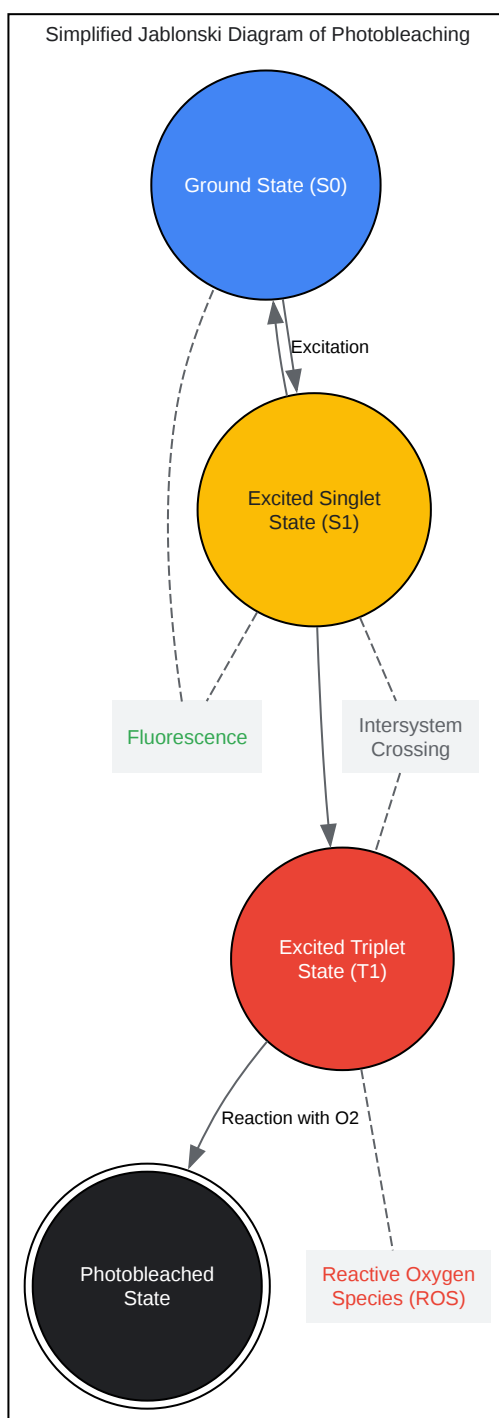 Simplified Jablonski Diagram of Photobleaching
Ground State (S0)
Excitation
Excited Singlet
State (S1)
Fluorescence
Intersystem
Crossing
Excited Triplet
State (T1)
Reaction with O2
Photobleached
State
Reactive Oxygen
Species (ROS)